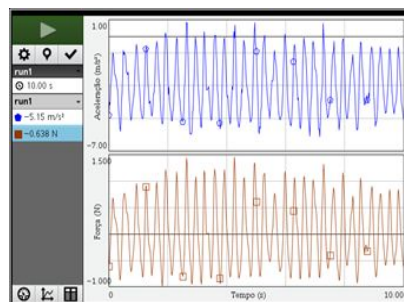 run1
10.00 s
run1
-5.15 m/s²
-0.638 N
1.00
Aceleração (m/s²)
-7.00
1.500
Força (N)
-1.000
0
Tempo (s)
10.00